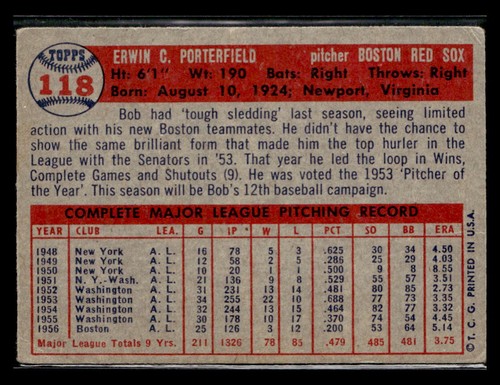 TOPPS
118
ERWIN C. PORTERFIELD pitcher BOSTON RED SOX
Ht: 6'1" Wt: 190 Bats: Right Throws: Right
Born: August 10, 1924; Newport, Virginia
Bob had 'tough sledding' last season, seeing limited
action with his new Boston teammates. He didn't have the chance to
show the same brilliant form that made him the top hurler in the
League with the Senators in '53. That year he led the loop in Wins,
Complete Games and Shutouts (9). He was voted the 1953 'Pitcher
of the Year'. This season will be Bob's 12th baseball campaign.
COMPLETE MAJOR LEAGUE PITCHING RECORD
YEAR CLUB LEA. G IP W L PCT SO BB ERA
1948 New York A. L. 16 78 5 3 .625 30 34 4.50
1949 New York A. L. 12 58 2 5 .286 25 29 4.03
1950 New York A. L. 10 20 1 1 .500 9 8 8.55
1951 N. Y.-Wash. A. L. 21 136 9 8 .529 55 57 3.51
1952 Washington A. L. 31 231 13 14 .481 80 85 2.73
1953 Washington A. L. 34 255 22 10 .688 77 73 3.35
1954 Washington A. L. 32 244 13 15 .464 55 77 3.32
1955 Washington A. L. 30 178 10 17 .370 74 54 4.45
1956 Boston A. L. 25 126 3 12 .200 53 64 5.14
Major League Totals 9 Yrs. 211 1326 78 85 .479 485 481 3.75
© T. C. G. PRINTED IN U.S.A.